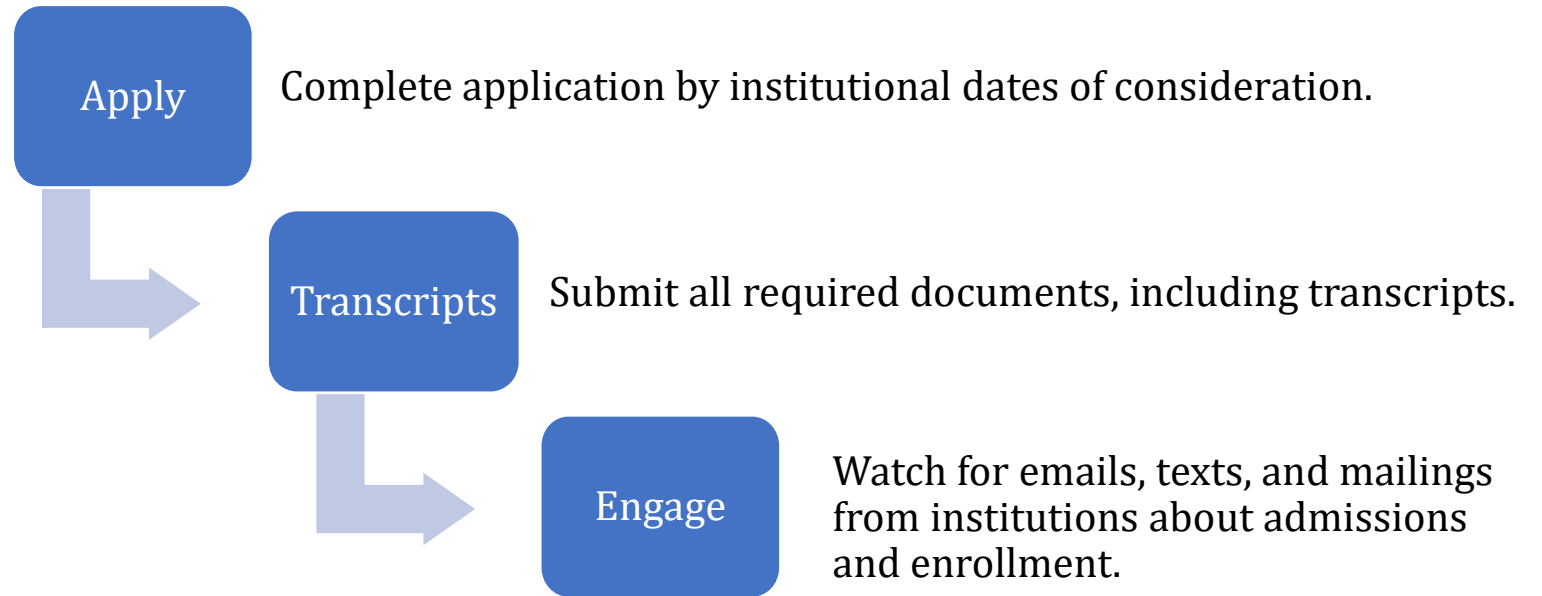 Apply
Complete application by institutional dates of consideration.
Transcripts
Submit all required documents, including transcripts.
Engage
Watch for emails, texts, and mailings
from institutions about admissions
and enrollment.